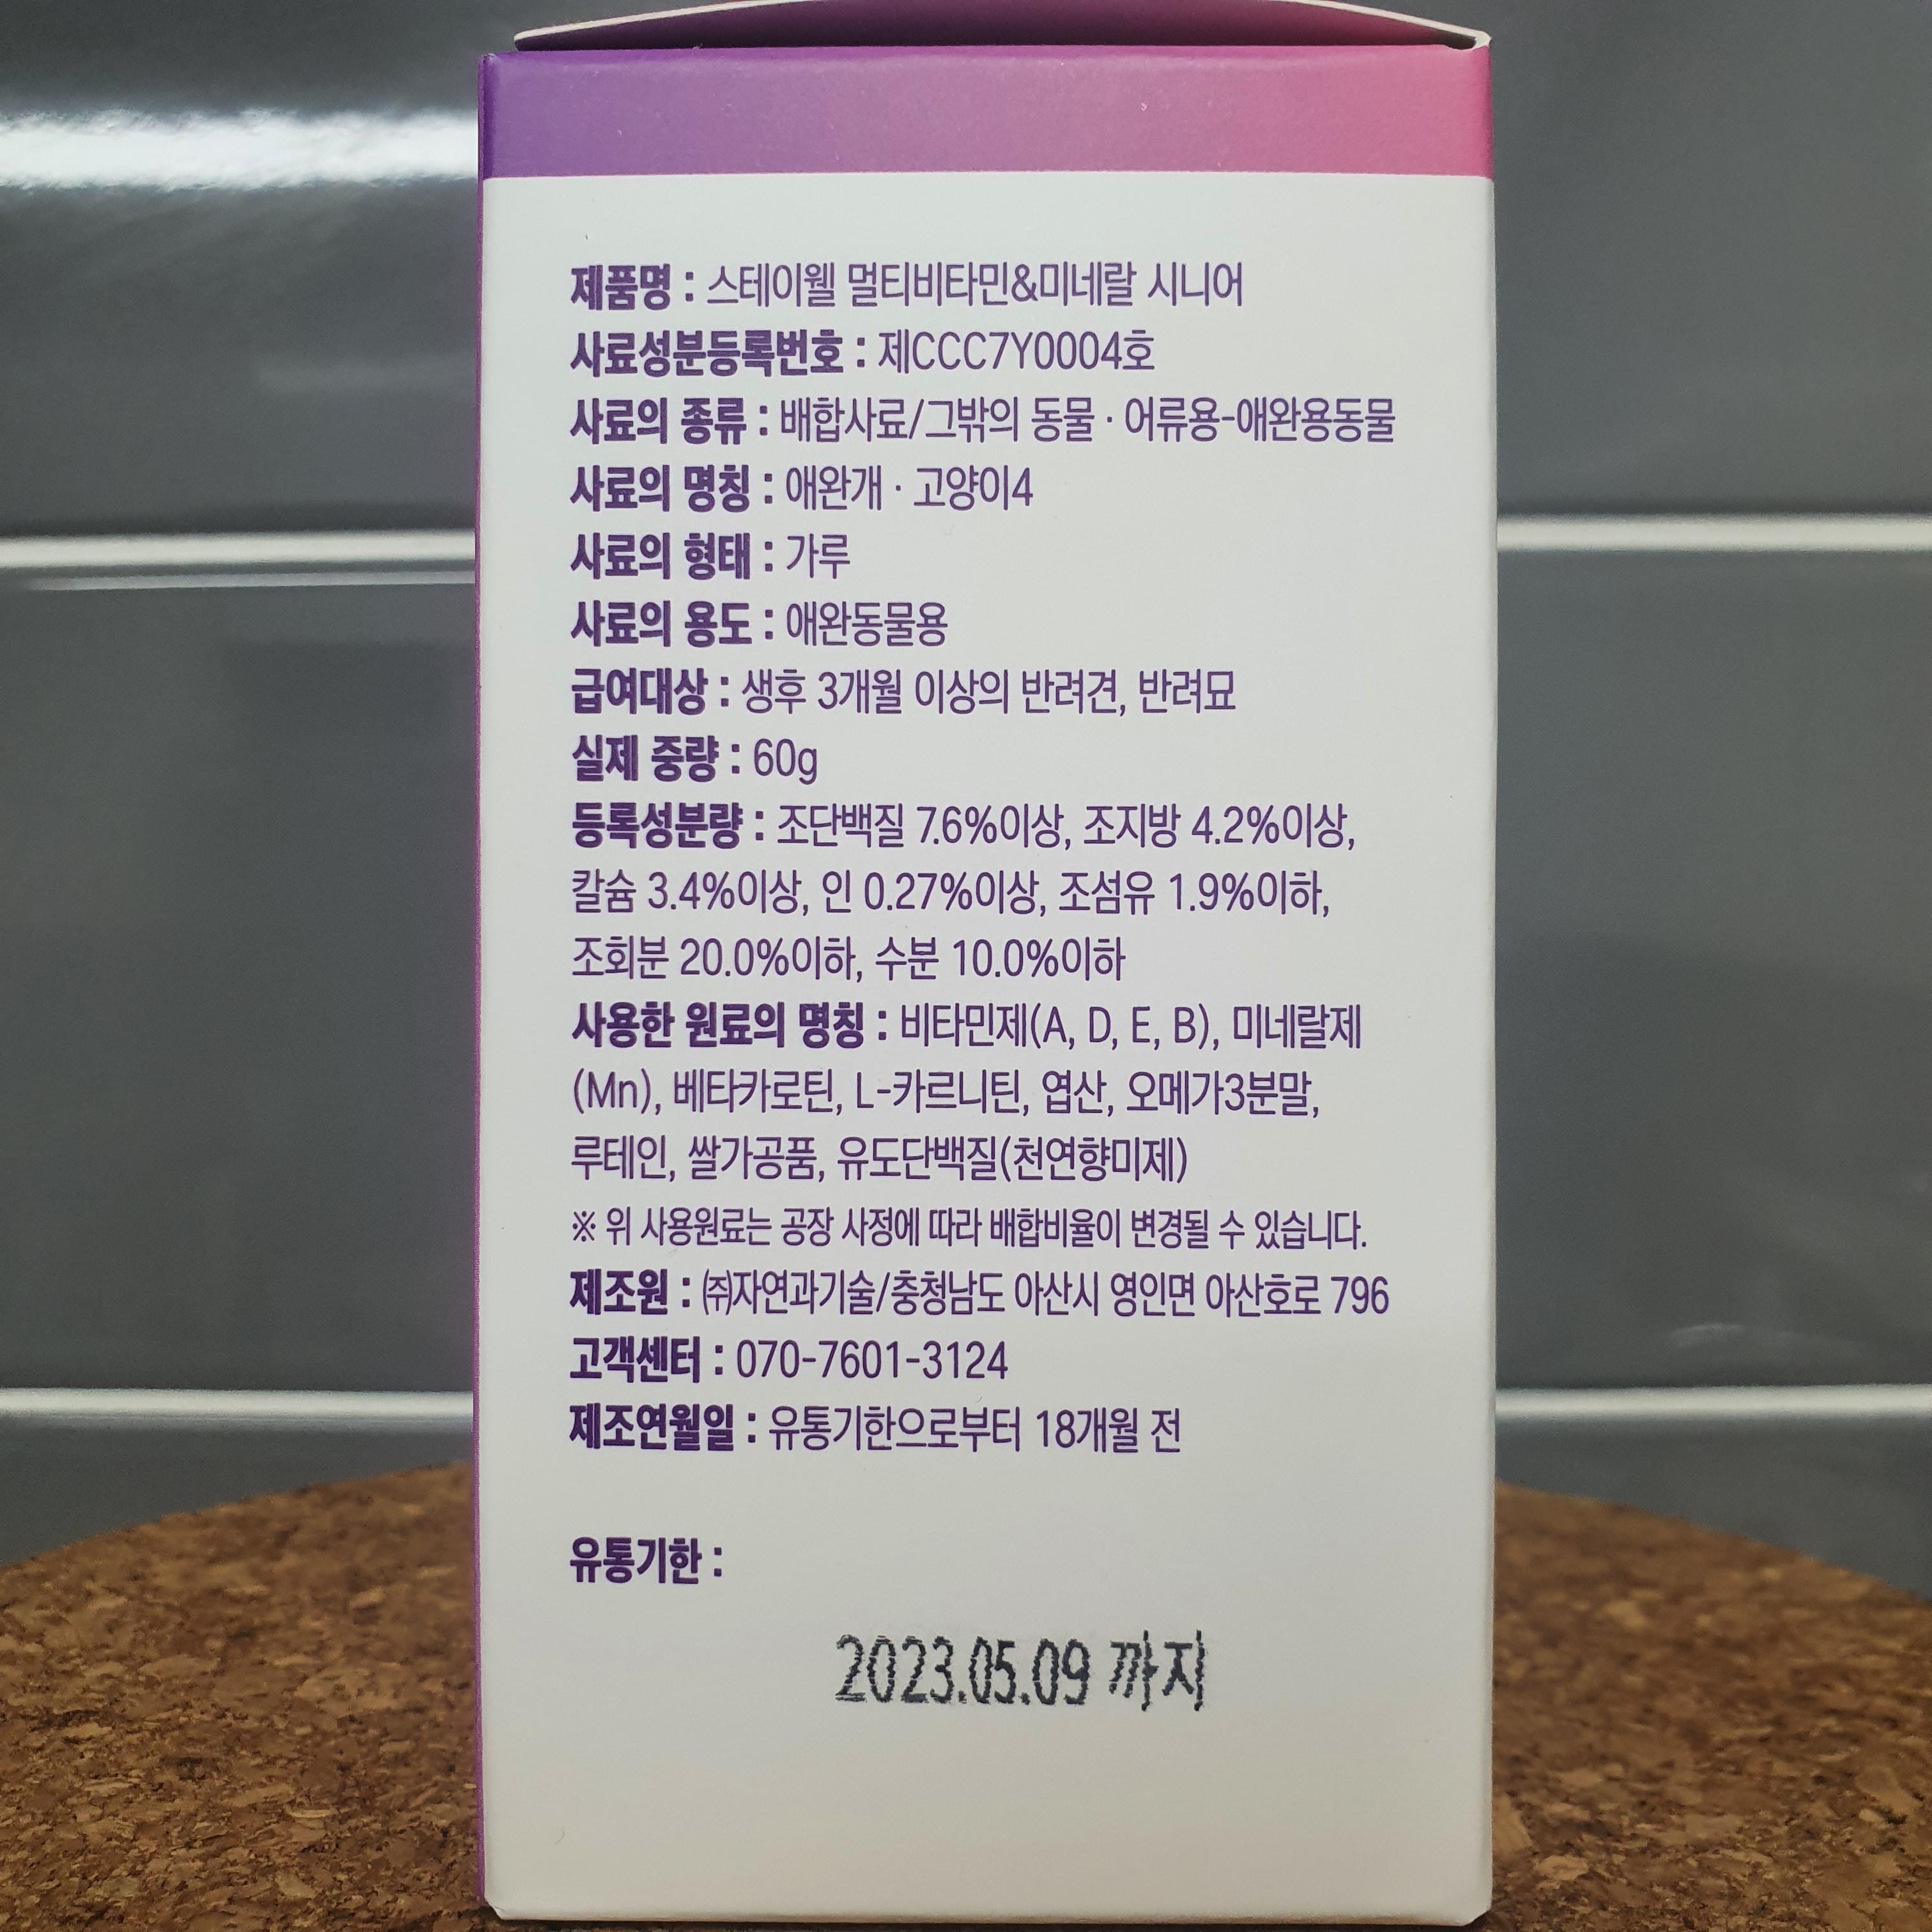 제품명 : 스테이웰 멀티비타민&미네랄 시니어
사료성분등록번호 : 제CCC7Y0004호
사료의 종류 : 배합사료/그밖의 동물 · 어류용-애완용동물
사료의 명칭 : 애완개 · 고양이4
사료의 형태 : 가루
사료의 용도 : 애완동물용
급여대상 : 생후 3개월 이상의 반려견, 반려묘
실제 중량 : 60g
등록성분량 : 조단백질 7.6%이상, 조지방 4.2%이상,
칼슘 3.4%이상, 인 0.27%이상, 조섬유 1.9%이하,
조회분 20.0%이하, 수분 10.0%이하
사용한 원료의 명칭 : 비타민제(A, D, E, B), 미네랄제
(Mn), 베타카로틴, L-카르니틴, 엽산, 오메가3분말,
루테인, 쌀가공품, 유도단백질(천연향미제)
※ 위 사용원료는 공장 사정에 따라 배합비율이 변경될 수 있습니다.
제조원 : ㈜자연과기술/충청남도 아산시 영인면 아산호로 796
고객센터 : 070-7601-3124
제조연월일 : 유통기한으로부터 18개월 전
유통기한 :
2023.05.09 까지